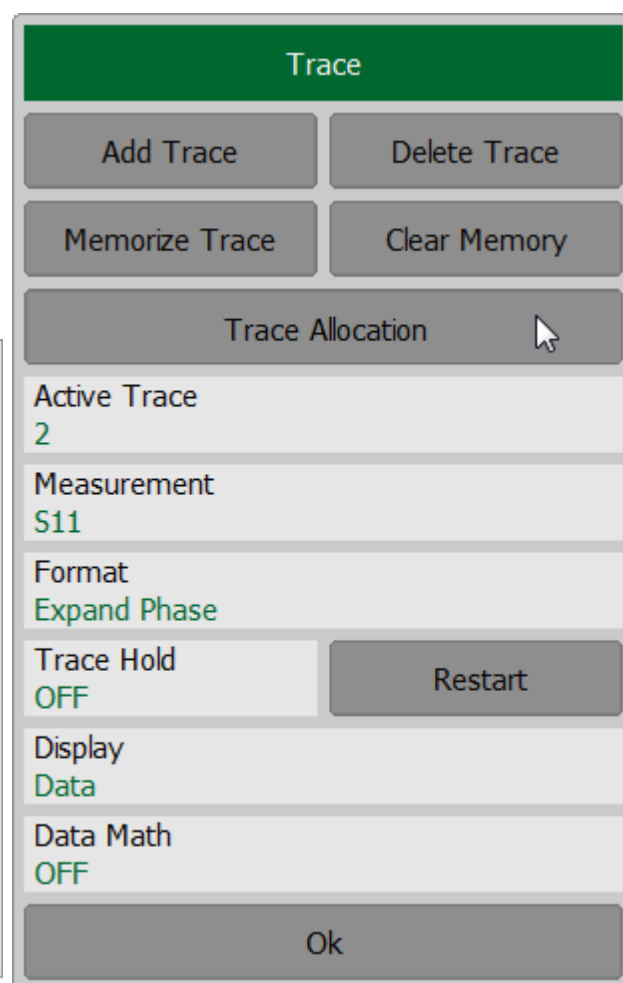 Trace
Add Trace
Delete Trace
Memorize Trace
Clear Memory
Trace Allocation
Active Trace
2
Measurement
S11
Format
Expand Phase
Trace Hold
OFF
Restart
Display
Data
Data Math
OFF
Ok